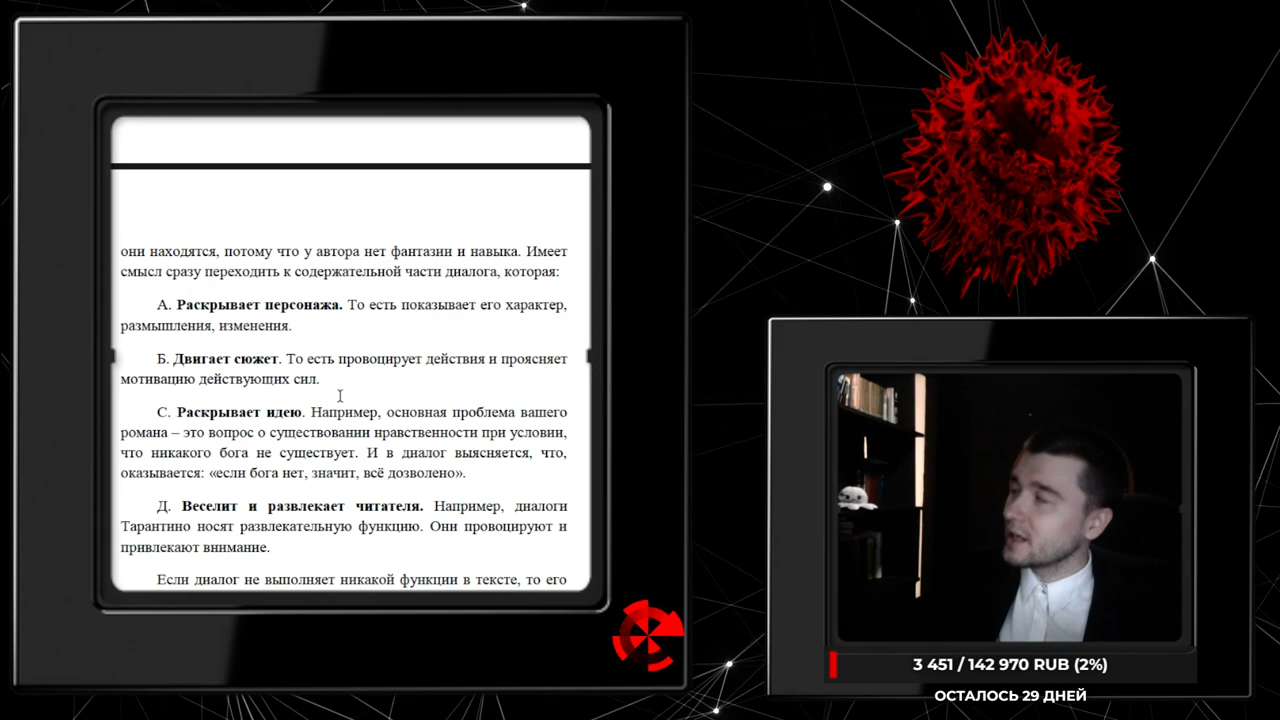 они находятся, потому что у автора нет фантазии и навыка. Имеет
смысл сразу переходить к содержательной части диалога, которая:
А. Раскрывает персонажа. То есть показывает его характер,
размышления, изменения.
Б. Двигает сюжет. То есть провоцирует действия и проясняет
мотивацию действующих сил.
С. Раскрывает идею. Например, основная проблема вашего
романа – это вопрос о существовании нравственности при условии,
что никакого бога не существует. И в диалог выясняется, что,
оказывается: «если бога нет, значит, всё дозволено».
Д. Веселит и развлекает читателя. Например, диалоги
Тарантино носят развлекательную функцию. Они провоцируют и
привлекают внимание.
Если диалог не выполняет никакой функции в тексте, то его
3 451 / 142 970 RUB (2%)
ОСТАЛОСЬ 29 ДНЕЙ